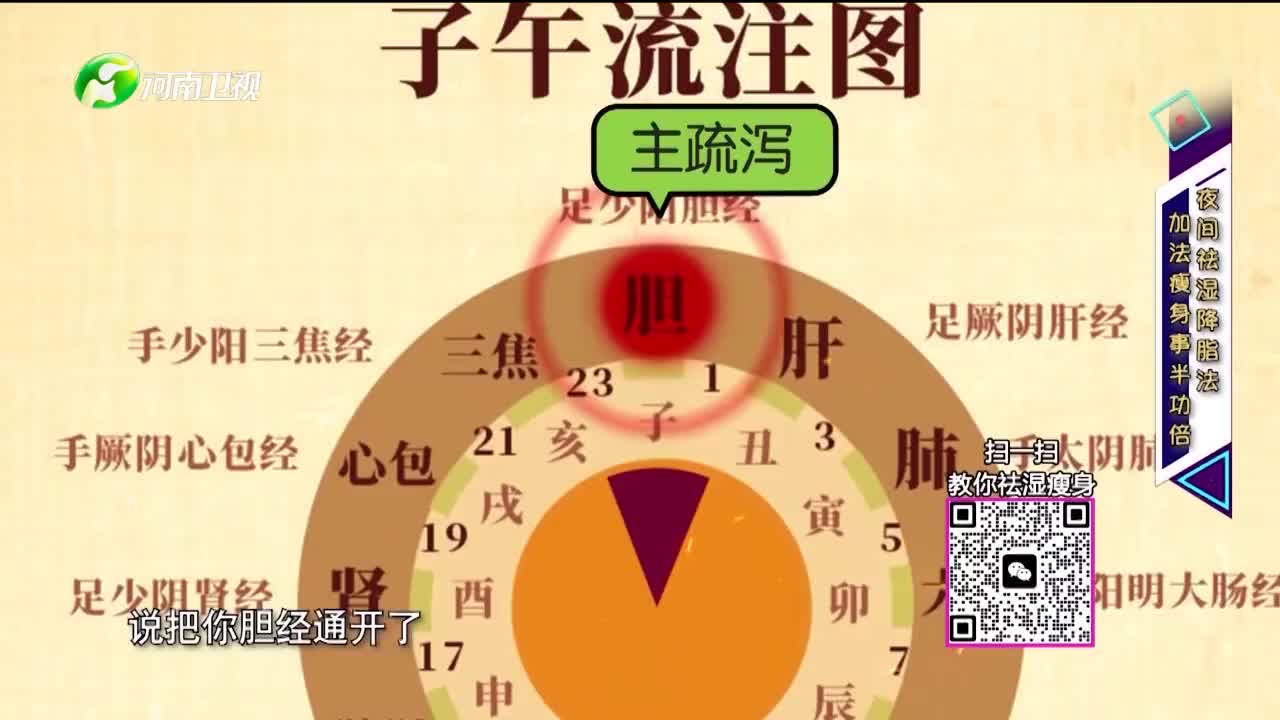 子午流注图
河南卫视
主疏泻
足少阳胆经
胆
手少阳三焦经
三焦
肝
足厥阴肝经
23
1
子
亥
丑
21
3
手厥阴心包经
心包
肺
手太阴肺
戌
寅
19
5
足少阴肾经
肾
酉
卯
大
阳明大肠经
17
7
申
辰
夜间祛湿降脂法
加法瘦身事半功倍
扫一扫
教你祛湿瘦身
说把你胆经通开了